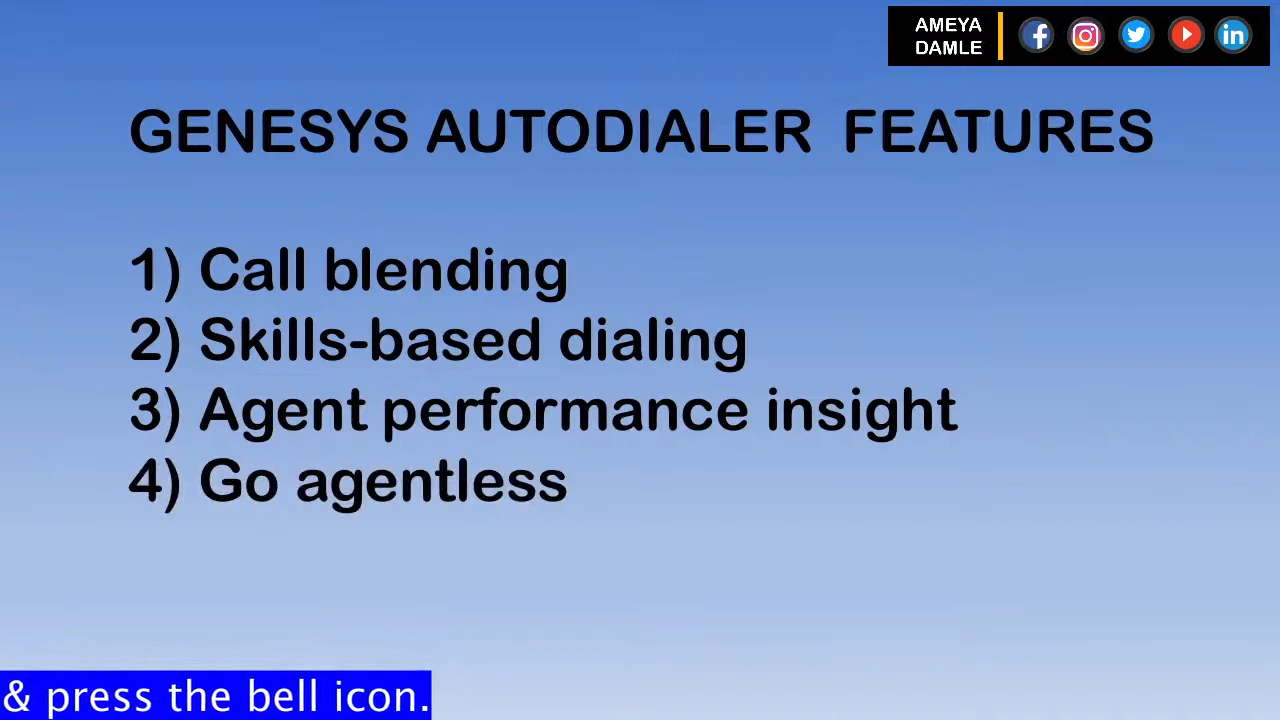 AMEYA
DAMLE
GENESYS AUTODIALER FEATURES
1) Call blending
2) Skills-based dialing
3) Agent performance insight
4) Go agentless
& press the bell icon.